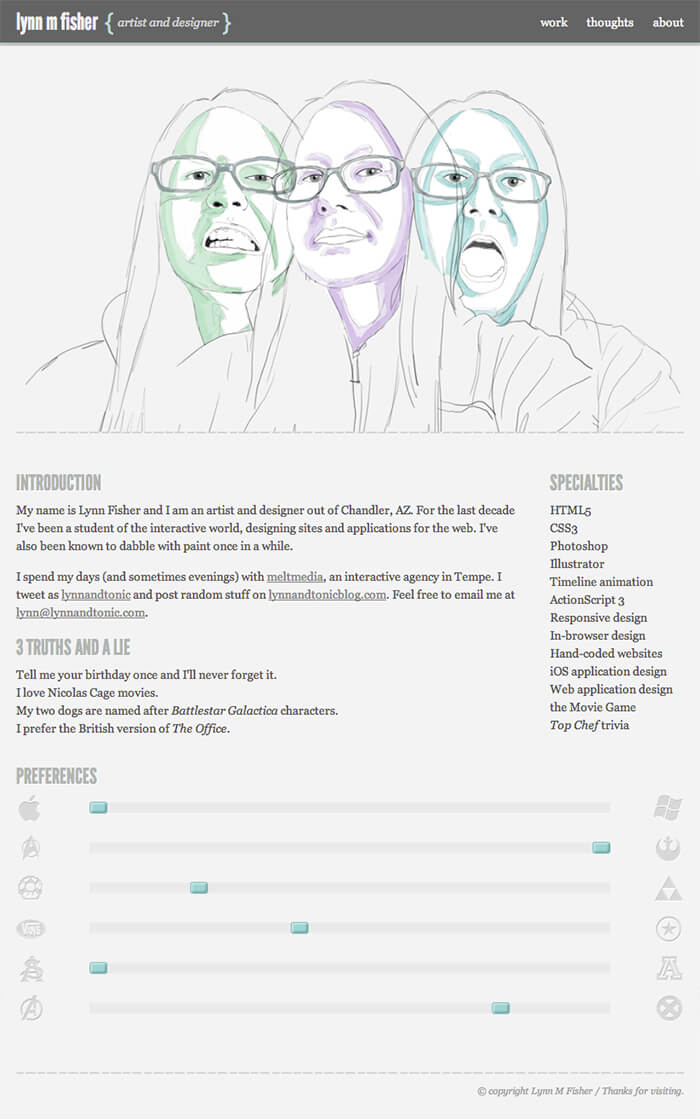 lynn m fisher { artist and designer } work thoughts about
INTRODUCTION
My name is Lynn Fisher and I am an artist and designer out of Chandler, AZ. For the last decade
I've been a student of the interactive world, designing sites and applications for the web. I've
also been known to dabble with paint once in a while.
I spend my days (and sometimes evenings) with meltmedia, an interactive agency in Tempe. I
tweet as lynnandtonic and post random stuff on lynnandtonicblog.com. Feel free to email me at
lynn@lynnandtonic.com.
3 TRUTHS AND A LIE
Tell me your birthday once and I'll never forget it.
I love Nicolas Cage movies.
My two dogs are named after Battlestar Galactica characters.
I prefer the British version of The Office.
SPECIALTIES
HTML5
CSS3
Photoshop
Illustrator
Timeline animation
ActionScript 3
Responsive design
In-browser design
Hand-coded websites
iOS application design
Web application design
the Movie Game
Top Chef trivia
PREFERENCES
VANS
A
© copyright Lynn M Fisher / Thanks for visiting.